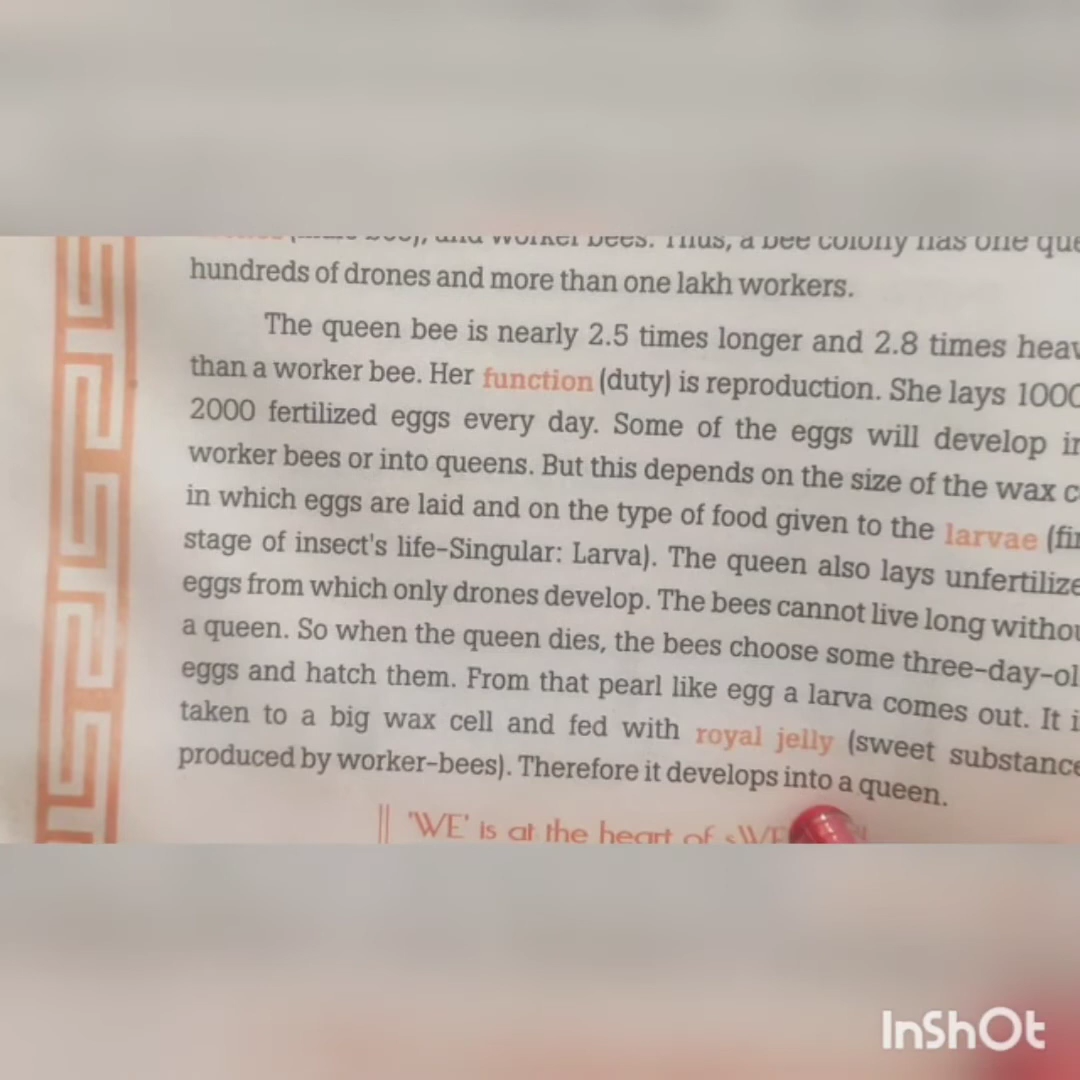 worker bees. Thus, a bee colony has one que
hundreds of drones and more than one lakh workers.
The queen bee is nearly 2.5 times longer and 2.8 times heav
than a worker bee. Her function (duty) is reproduction. She lays 1000
2000 fertilized eggs every day. Some of the eggs will develop in
worker bees or into queens. But this depends on the size of the wax c
in which eggs are laid and on the type of food given to the larvae (fir
stage of insect's life-Singular: Larva). The queen also lays unfertilize
eggs from which only drones develop. The bees cannot live long withou
a queen. So when the queen dies, the bees choose some three-day-ol
eggs and hatch them. From that pearl like egg a larva comes out. It i
taken to a big wax cell and fed with royal jelly (sweet substance
produced by worker-bees). Therefore it develops into a queen.
'WE' is at the heart of
InShOt